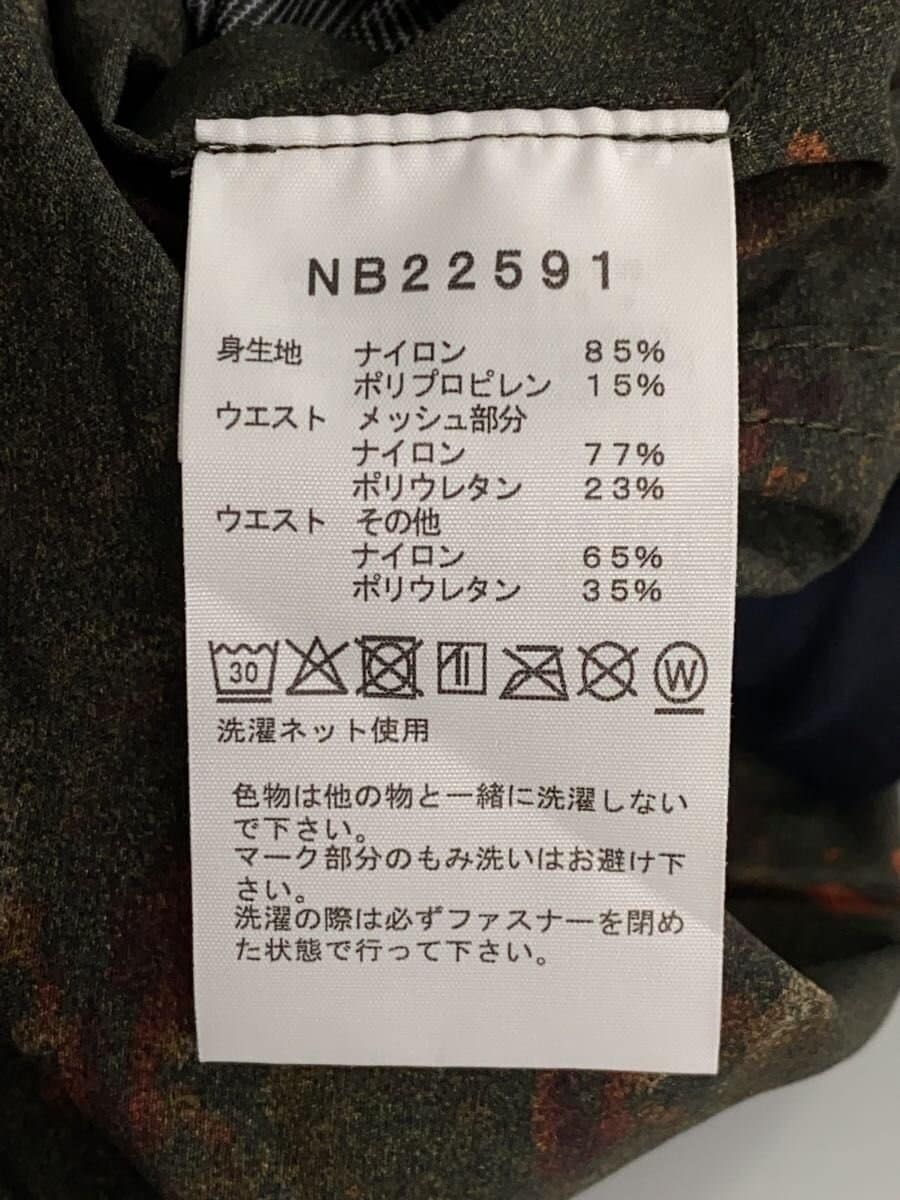 NB22591
身生地 ナイロン 85%
ポリプロピレン 15%
ウエスト メッシュ部分
ナイロン 77%
ポリウレタン 23%
ウエスト その他
ナイロン 65%
ポリウレタン 35%
30 W
洗濯ネット使用
色物は他の物と一緒に洗濯しない
で下さい。
マーク部分のもみ洗いはお避け下
さい。
洗濯の際は必ずファスナーを閉め
た状態で行って下さい。